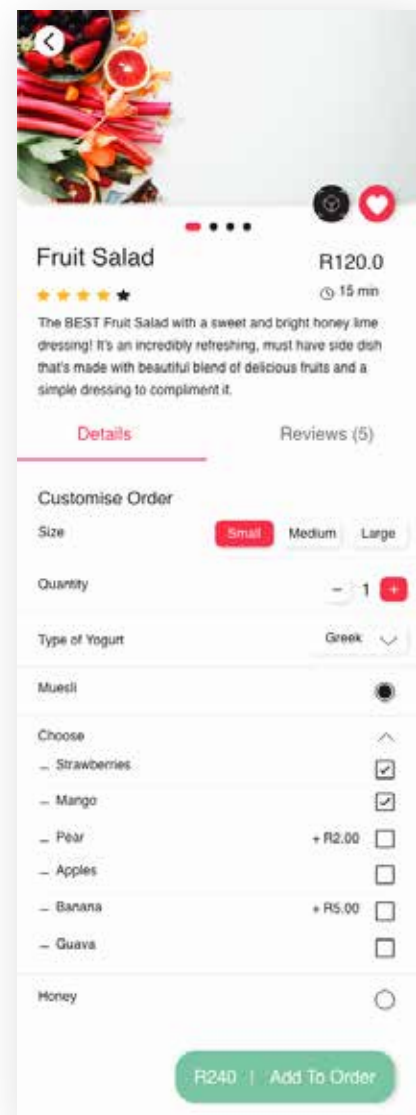 Fruit Salad
R120.0
15 min
The BEST Fruit Salad with a sweet and bright honey lime
dressing! It's an incredibly refreshing, must have side dish
that's made with beautiful blend of delicious fruits and a
simple dressing to compliment it.
Details Reviews (5)
Customise Order
Size Small Medium Large
Quantity − 1 +
Type of Yogurt Greek
Muesli
Choose
– Strawberries
– Mango
– Pear + R2.00
– Apples
– Banana + R5.00
– Guava
Honey
R240 | Add To Order